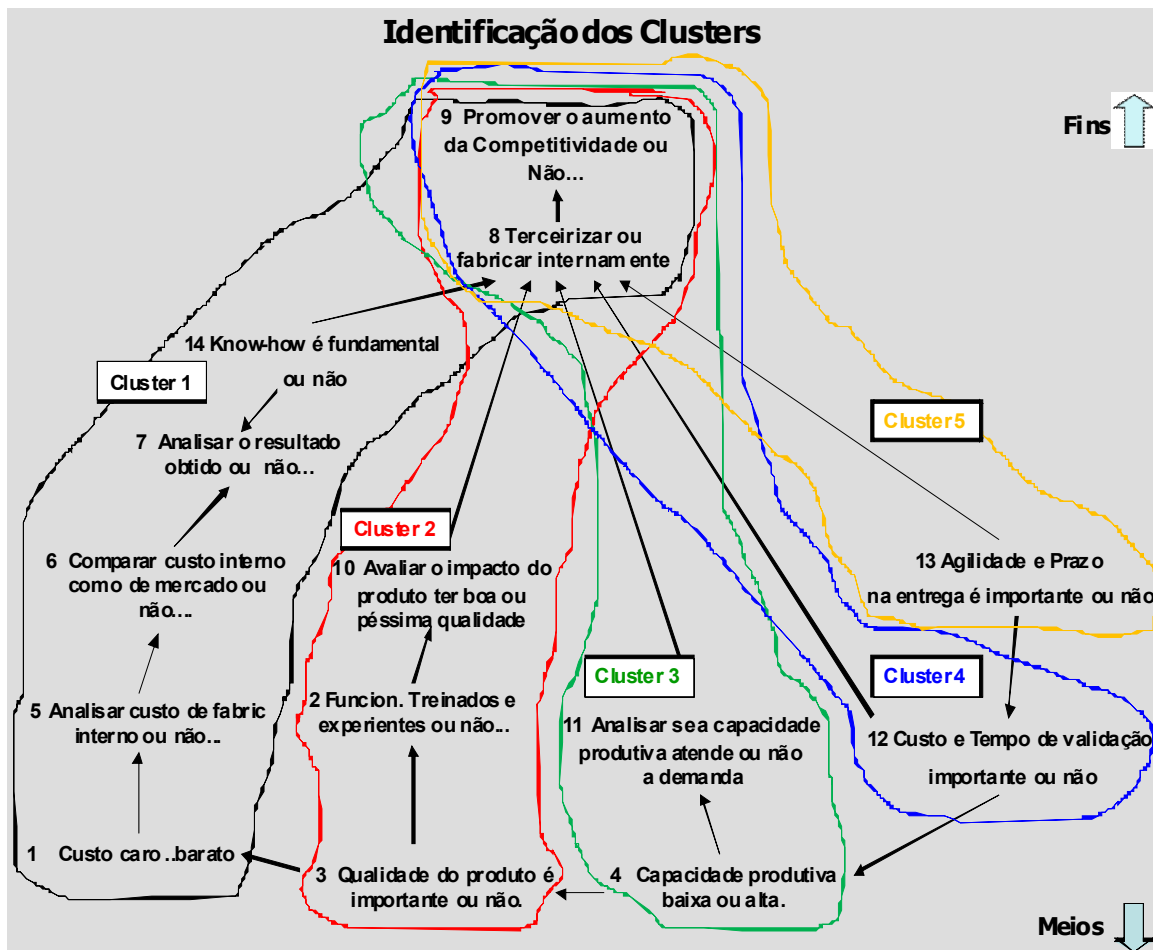 Identificação dos Clusters
Fins
9 Promover o aumento
da Competitividade ou
Não...
8 Terceirizar ou
fabricar internamente
14 Know-how é fundamental
ou não
Cluster 1
7 Analisar o resultado
obtido ou não...
Cluster 5
Cluster 2
6 Comparar custo interno
como de mercado ou
não...
10 Avaliar o impacto do
produto ter boa ou
péssima qualidade
13 Agilidade e Prazo
na entrega é importante ou não
Cluster 3
Cluster 4
5 Analisar custo de fabric
interno ou não...
2 Funcion. Treinados e
experientes ou não...
11 Analisar se a capacidade
produtiva atende ou não
a demanda
12 Custo e Tempo de validação
importante ou não
1 Custo caro ..barato
3 Qualidade do produto é
importante ou não.
4 Capacidade produtiva
baixa ou alta.
Meios